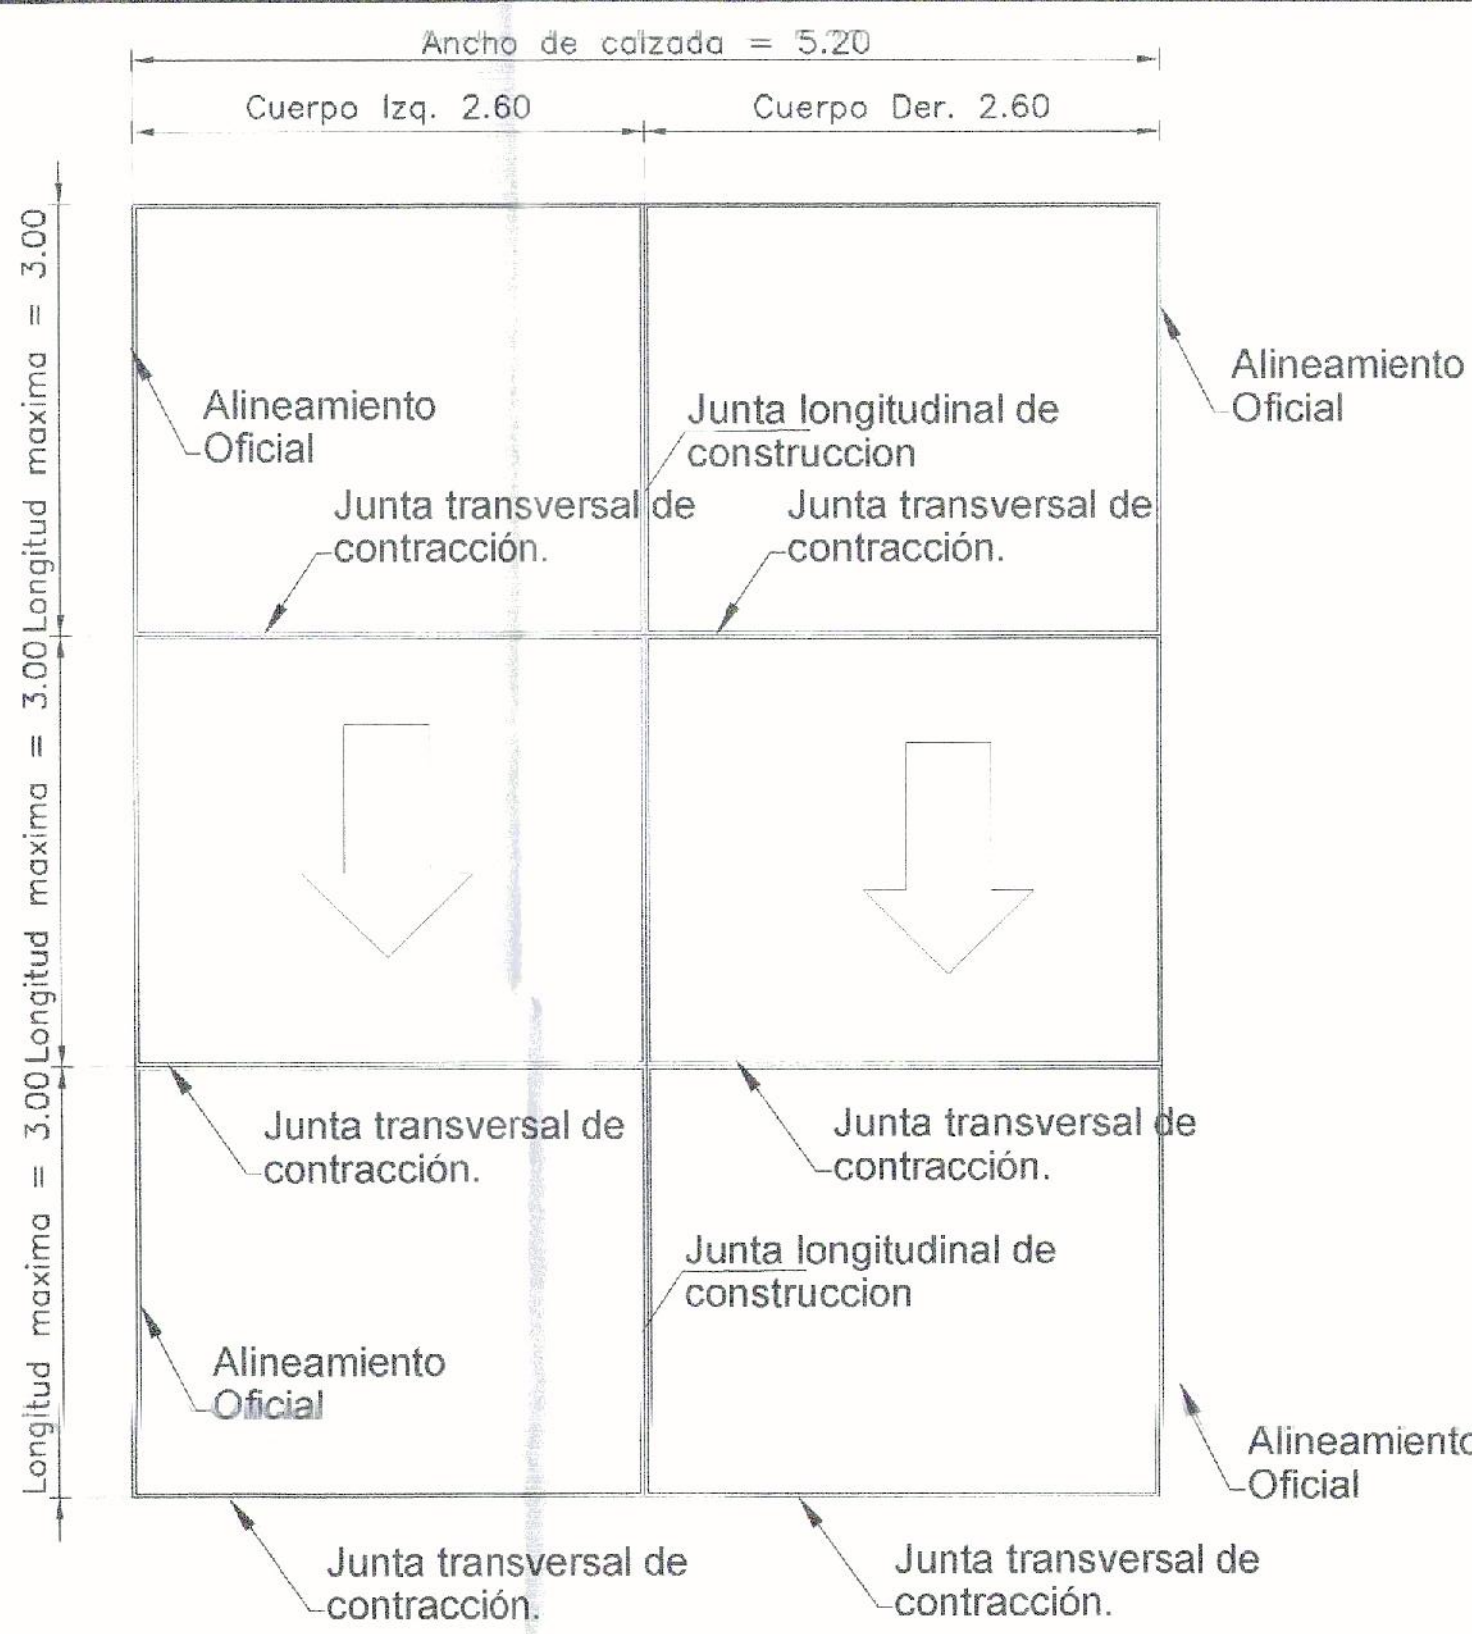 Ancho de calzada = 5.20
Cuerpo Izq. 2.60
Cuerpo Der. 2.60
Longitud maxima = 3.00
Alineamiento
Oficial
Junta longitudinal de
construccion
Alineamiento
Oficial
Junta transversal de
contracción.
Junta transversal de
contracción.
Longitud maxima = 3.00
Junta transversal de
contracción.
Junta transversal de
contracción.
Longitud maxima = 3.00
Junta longitudinal de
construccion
Alineamiento
Oficial
Alineamiento
Oficial
Junta transversal de
contracción.
Junta transversal de
contracción.